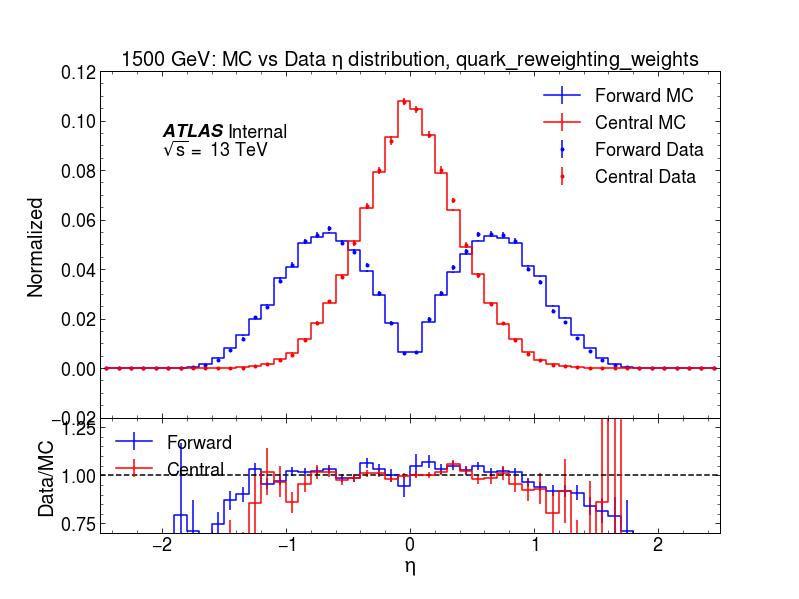 1500 GeV: MC vs Data η distribution, quark_reweighting_weights
0.12
0.10
0.08
0.06
0.04
0.02
0.00
−0.02
Normalized
ATLAS Internal
√s = 13 TeV
Forward MC
Central MC
Forward Data
Central Data
1.25
1.00
0.75
Data/MC
Forward
Central
−2
−1
0
1
2
η